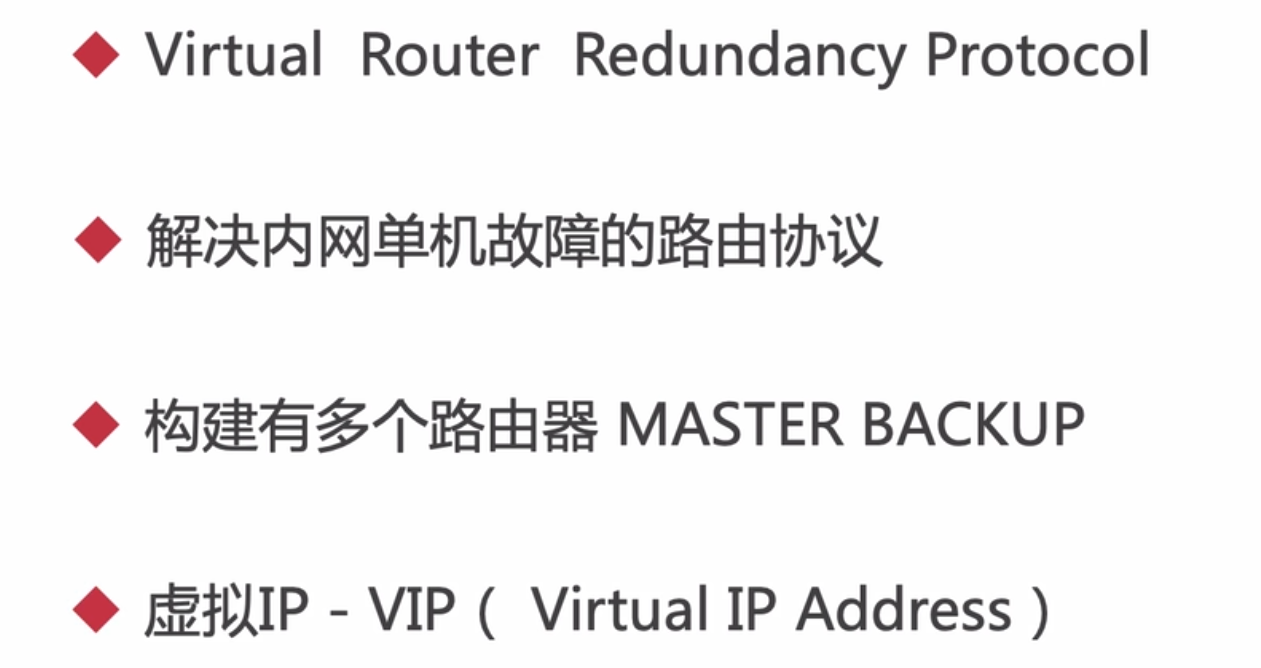 Virtual Router Redundancy Protocol
解决内网单机故障的路由协议
构建有多个路由器 MASTER BACKUP
虚拟IP - VIP（ Virtual IP Address ）